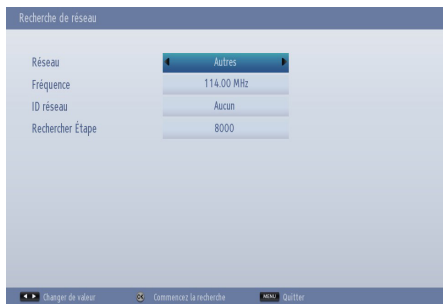 Recherche de réseau
Réseau Autres
Fréquence 114.00 MHz
ID réseau Aucun
Rechercher Étape 8000
Changer de valeur OK Commencez la recherche MENU Quitter